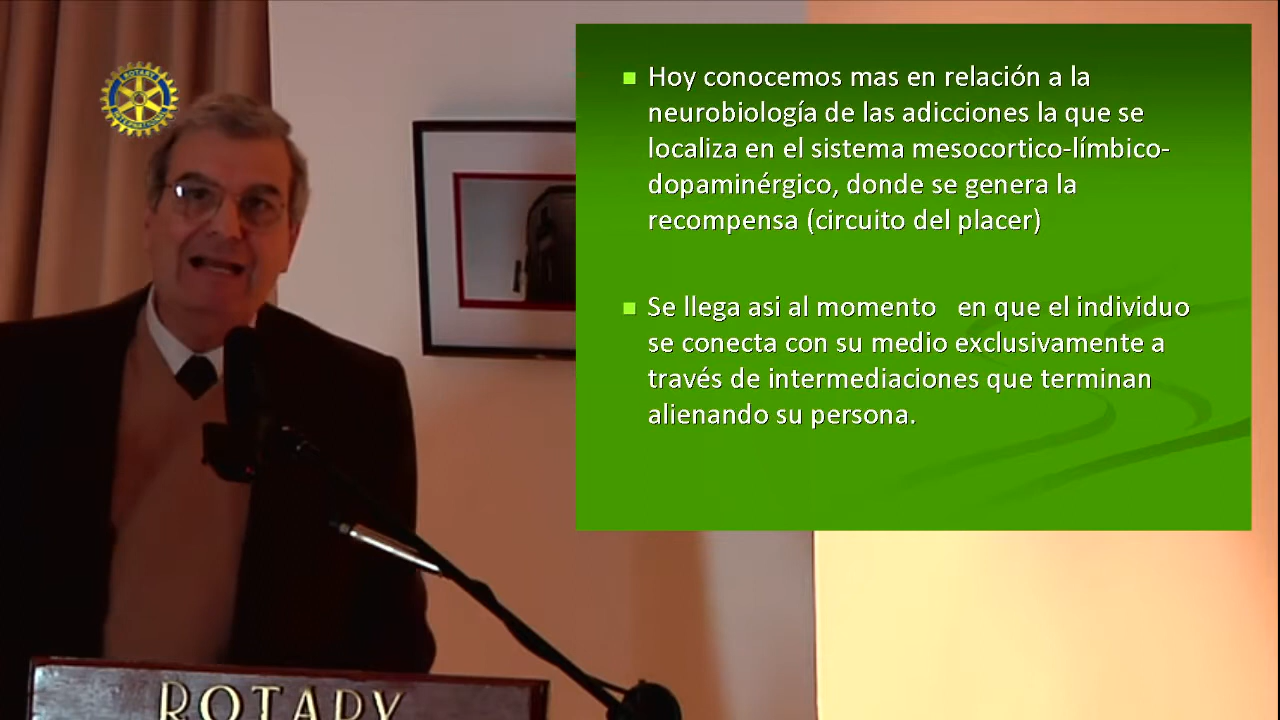 ROTARY
INTERNATIONAL
Hoy conocemos mas en relación a la
neurobiología de las adicciones la que se
localiza en el sistema mesocortico-límbico-
dopaminérgico, donde se genera la
recompensa (circuito del placer)
Se llega asi al momento   en que el individuo
se conecta con su medio exclusivamente a
través de intermediaciones que terminan
alienando su persona.
ROTARY